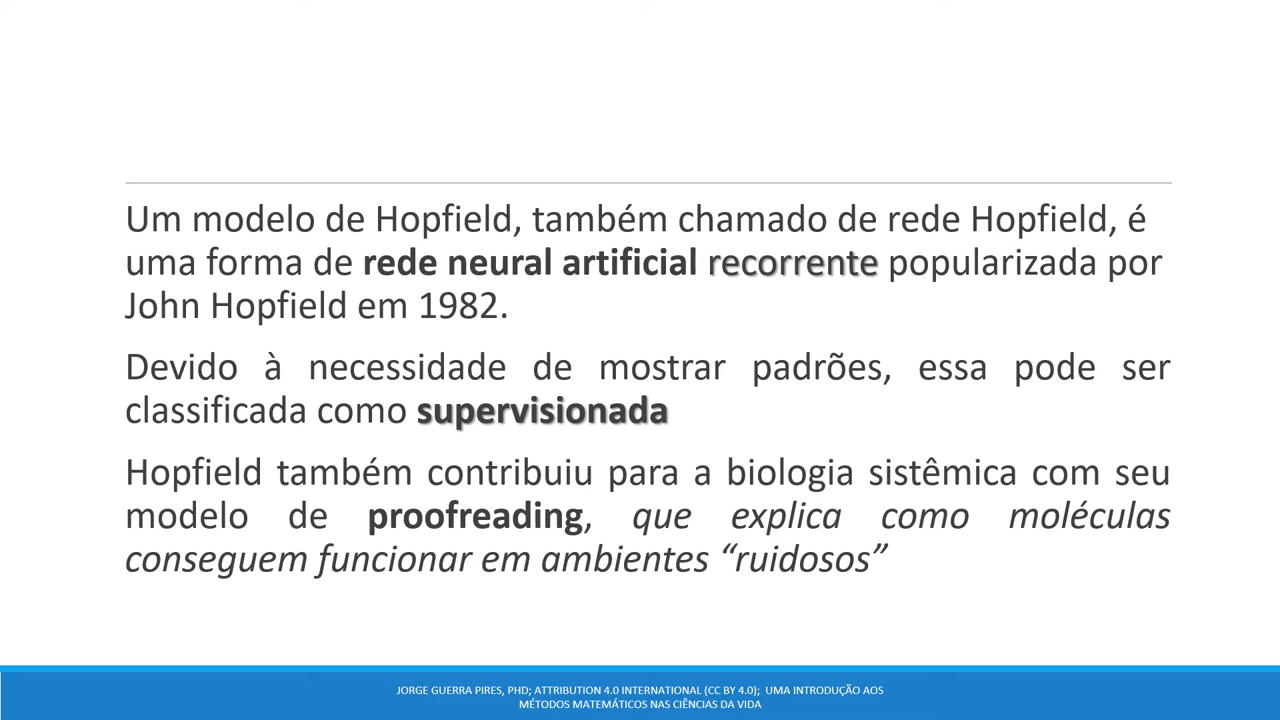 Um modelo de Hopfield, também chamado de rede Hopfield, é
uma forma de rede neural artificial recorrente popularizada por
John Hopfield em 1982.
Devido à necessidade de mostrar padrões, essa pode ser
classificada como supervisionada
Hopfield também contribuiu para a biologia sistêmica com seu
modelo de proofreading, que explica como moléculas
conseguem funcionar em ambientes “ruidosos”
JORGE GUERRA PIRES, PHD; ATTRIBUTION 4.0 INTERNATIONAL (CC BY 4.0); UMA INTRODUÇÃO AOS
MÉTODOS MATEMÁTICOS NAS CIÊNCIAS DA VIDA